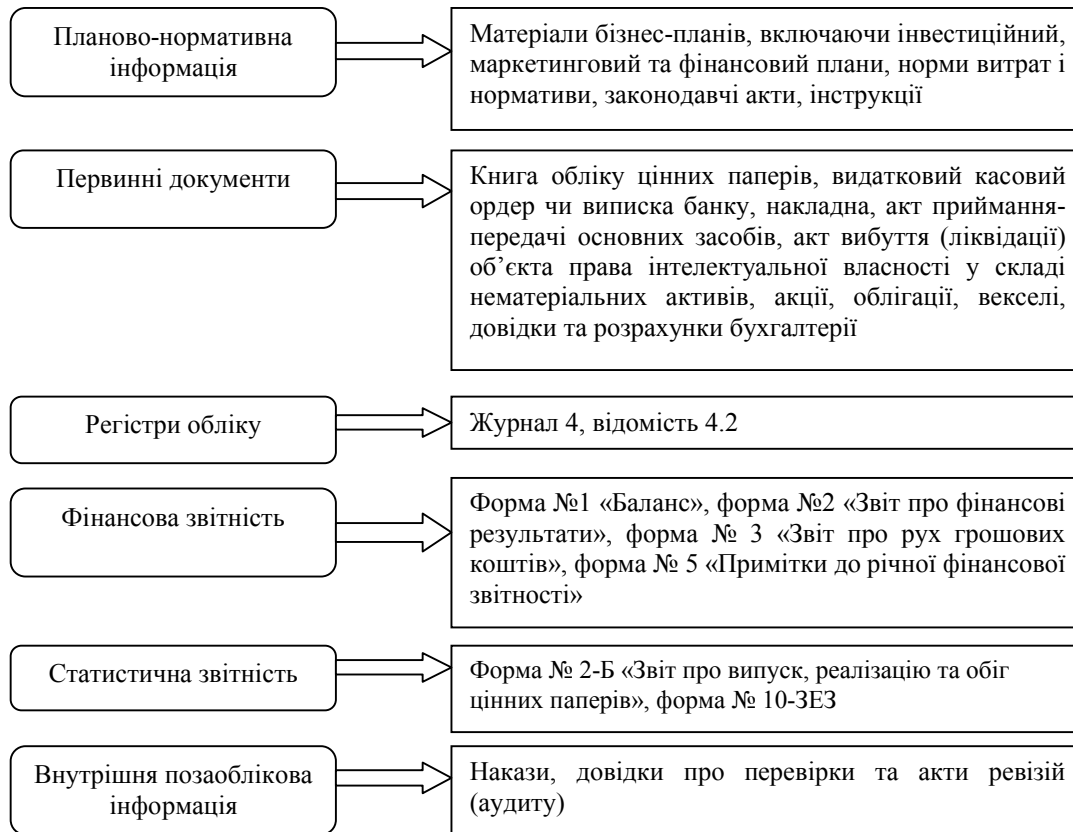 Планово-нормативна
інформація
Матеріали бізнес-планів, включаючи інвестиційний,
маркетинговий та фінансовий плани, норми витрат і
нормативи, законодавчі акти, інструкції
Первинні документи
Книга обліку цінних паперів, видатковий касовий
ордер чи виписка банку, накладна, акт приймання-
передачі основних засобів, акт вибуття (ліквідації)
об’єкта права інтелектуальної власності у складі
нематеріальних активів, акції, облігації, векселі,
довідки та розрахунки бухгалтерії
Регістри обліку
Журнал 4, відомість 4.2
Фінансова звітність
Форма №1 «Баланс», форма №2 «Звіт про фінансові
результати», форма № 3 «Звіт про рух грошових
коштів», форма № 5 «Примітки до річної фінансової
звітності»
Статистична звітність
Форма № 2-Б «Звіт про випуск, реалізацію та обіг
цінних паперів», форма № 10-ЗЕЗ
Внутрішня позаоблікова
інформація
Накази, довідки про перевірки та акти ревізій
(аудиту)